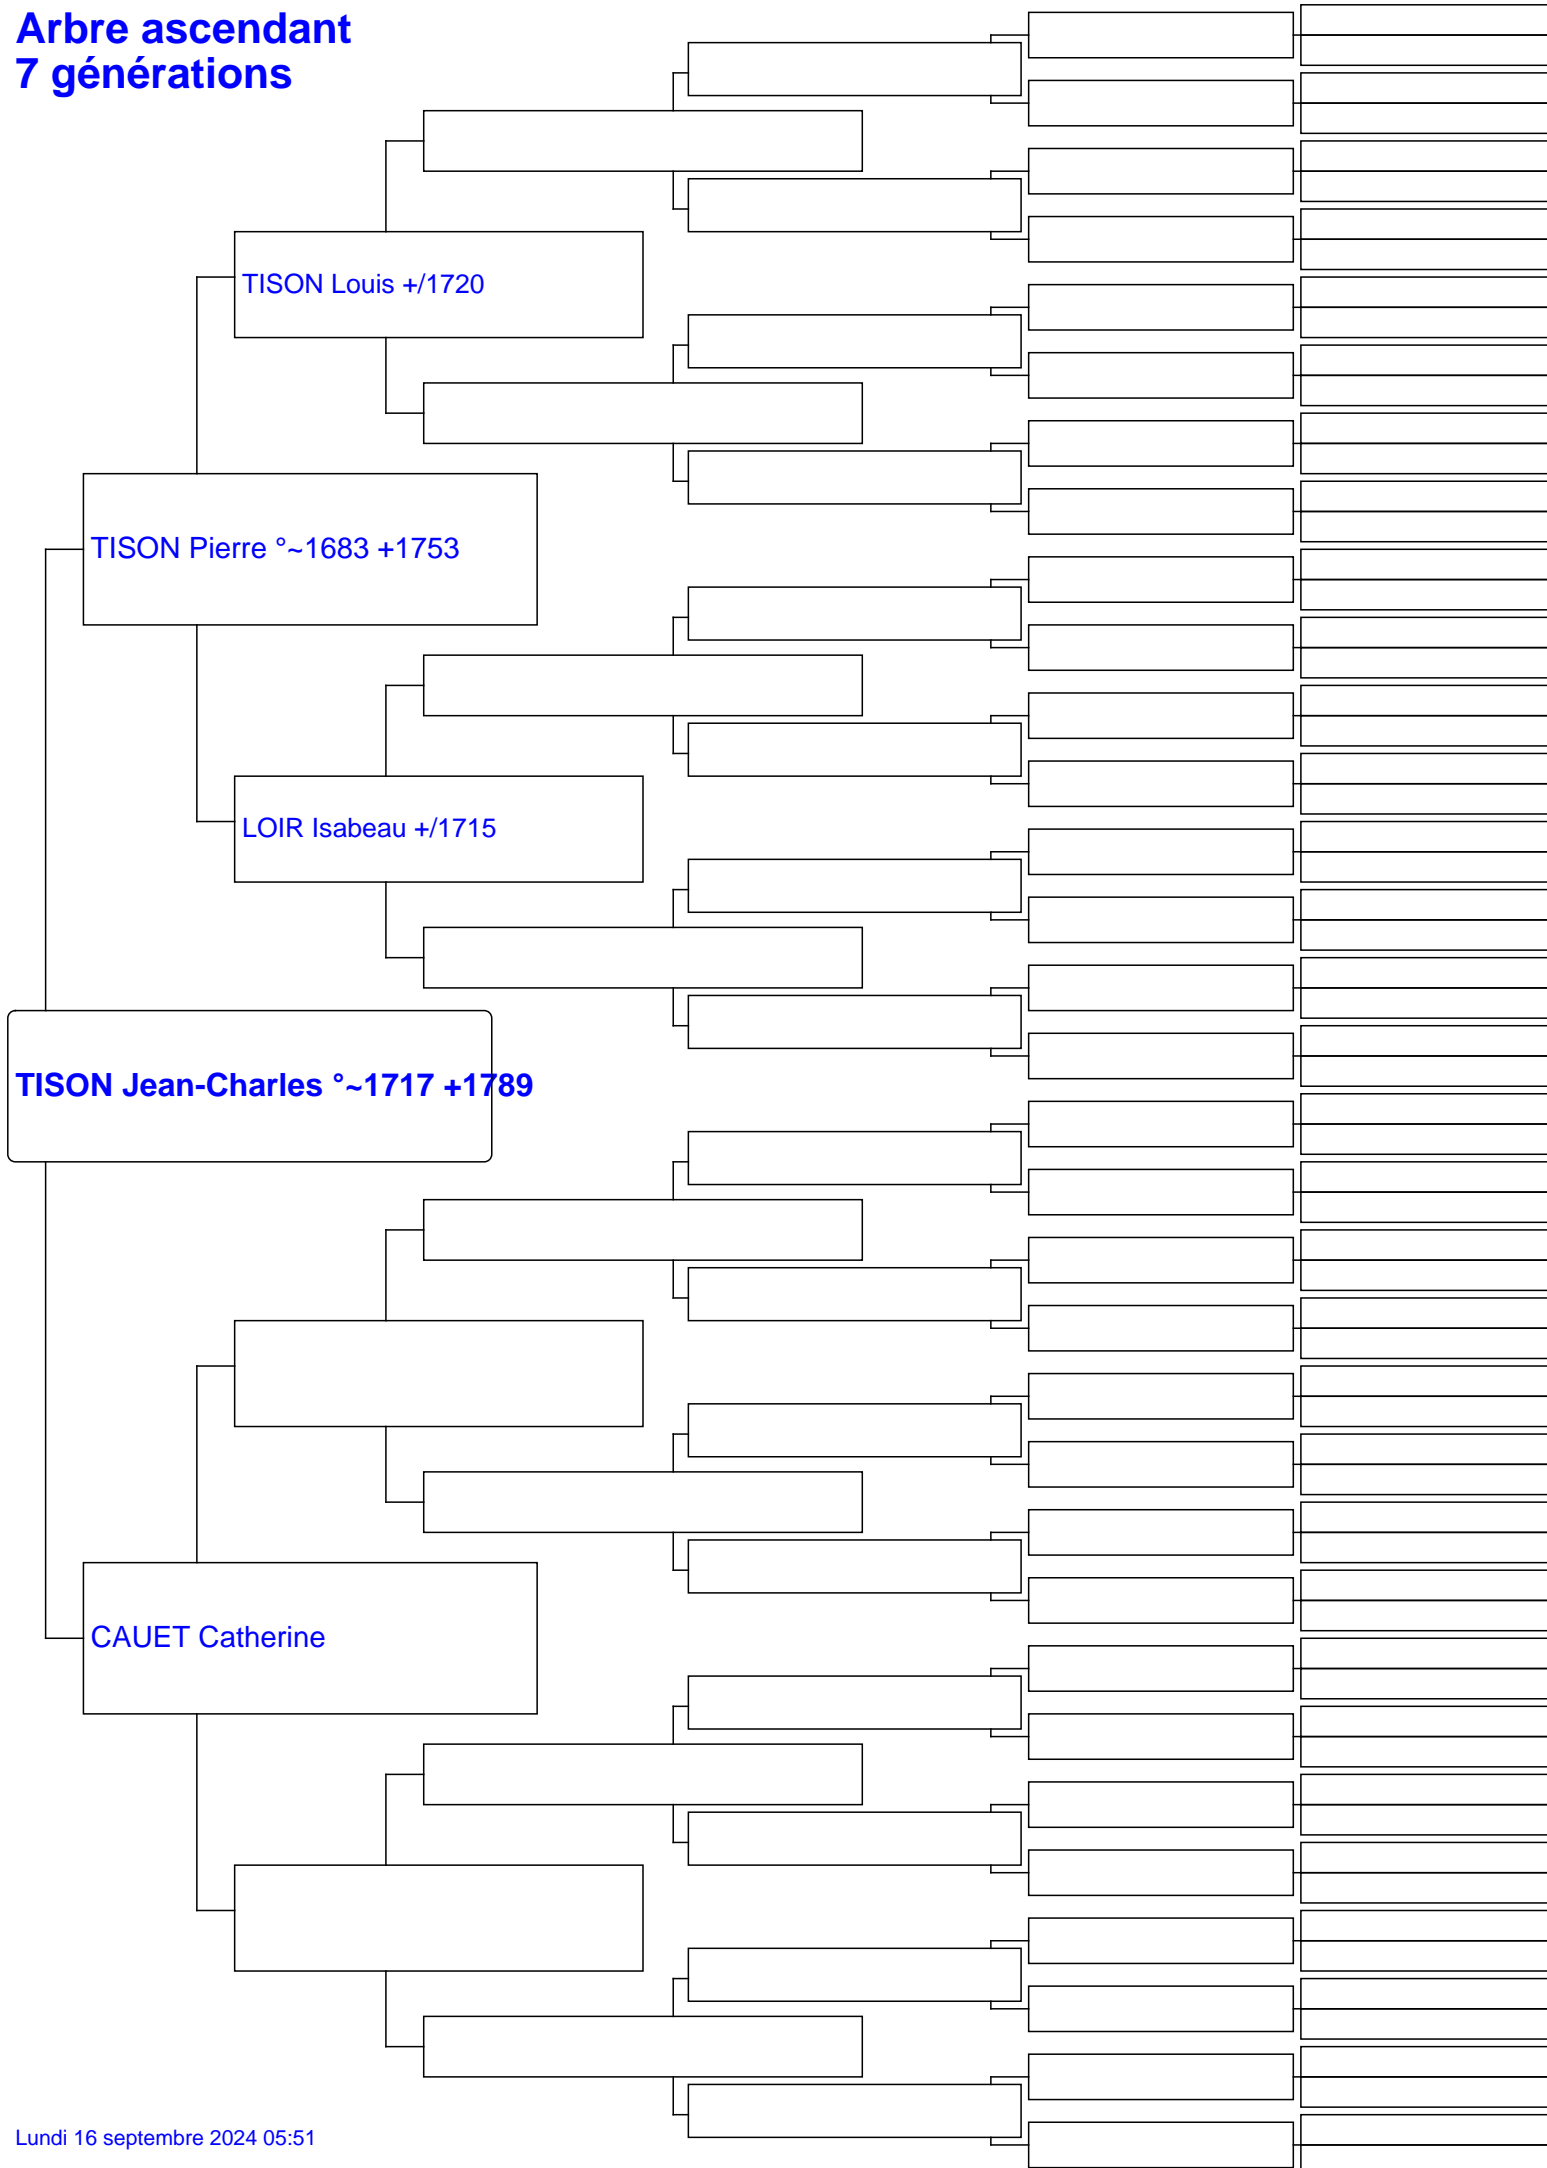 Arbre ascendant
7 générations
TISON Louis +/1720
TISON Pierre °~1683 +1753
LOIR Isabeau +/1715
TISON Jean-Charles °~1717 +1789
CAUET Catherine
Lundi 16 septembre 2024 05:51